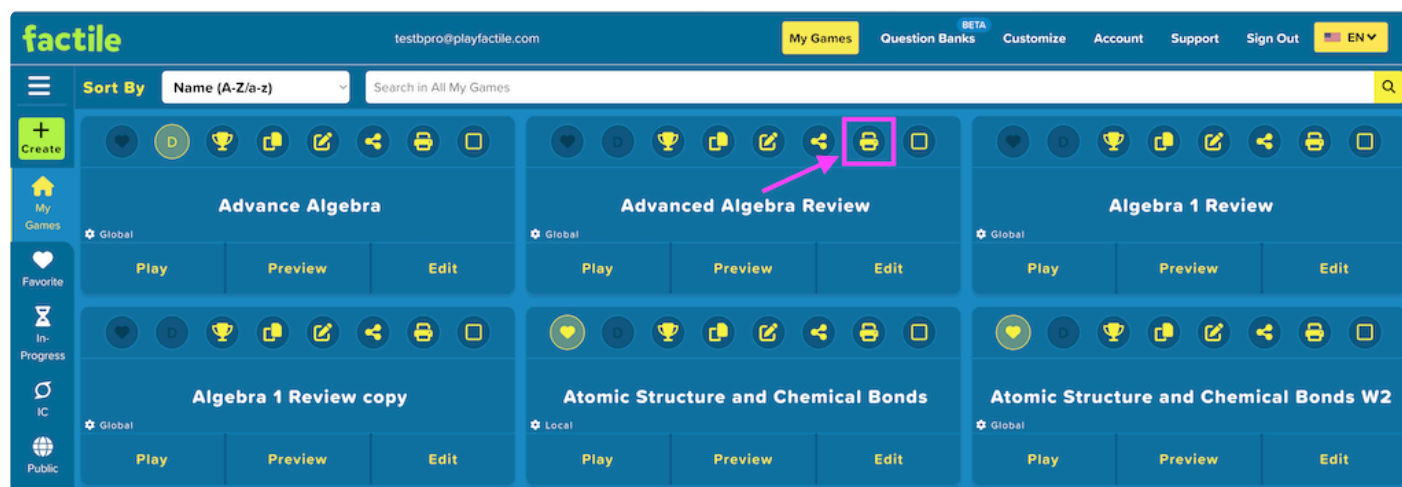 factile
testbpro@playfactile.com
My Games
Question Banks
BETA
Customize
Account
Support
Sign Out
EN
Sort By
Name (A-Z/a-z)
Search in All My Games
+
Create
My
Games
Favorite
In-
Progress
IC
Public
D
Advance Algebra
Global
Play Preview Edit
D
Advanced Algebra Review
Global
Play Preview Edit
D
Algebra 1 Review
Global
Play Preview Edit
D
Algebra 1 Review copy
Global
Play Preview Edit
D
Atomic Structure and Chemical Bonds
Local
Play Preview Edit
D
Atomic Structure and Chemical Bonds W2
Global
Play Preview Edit